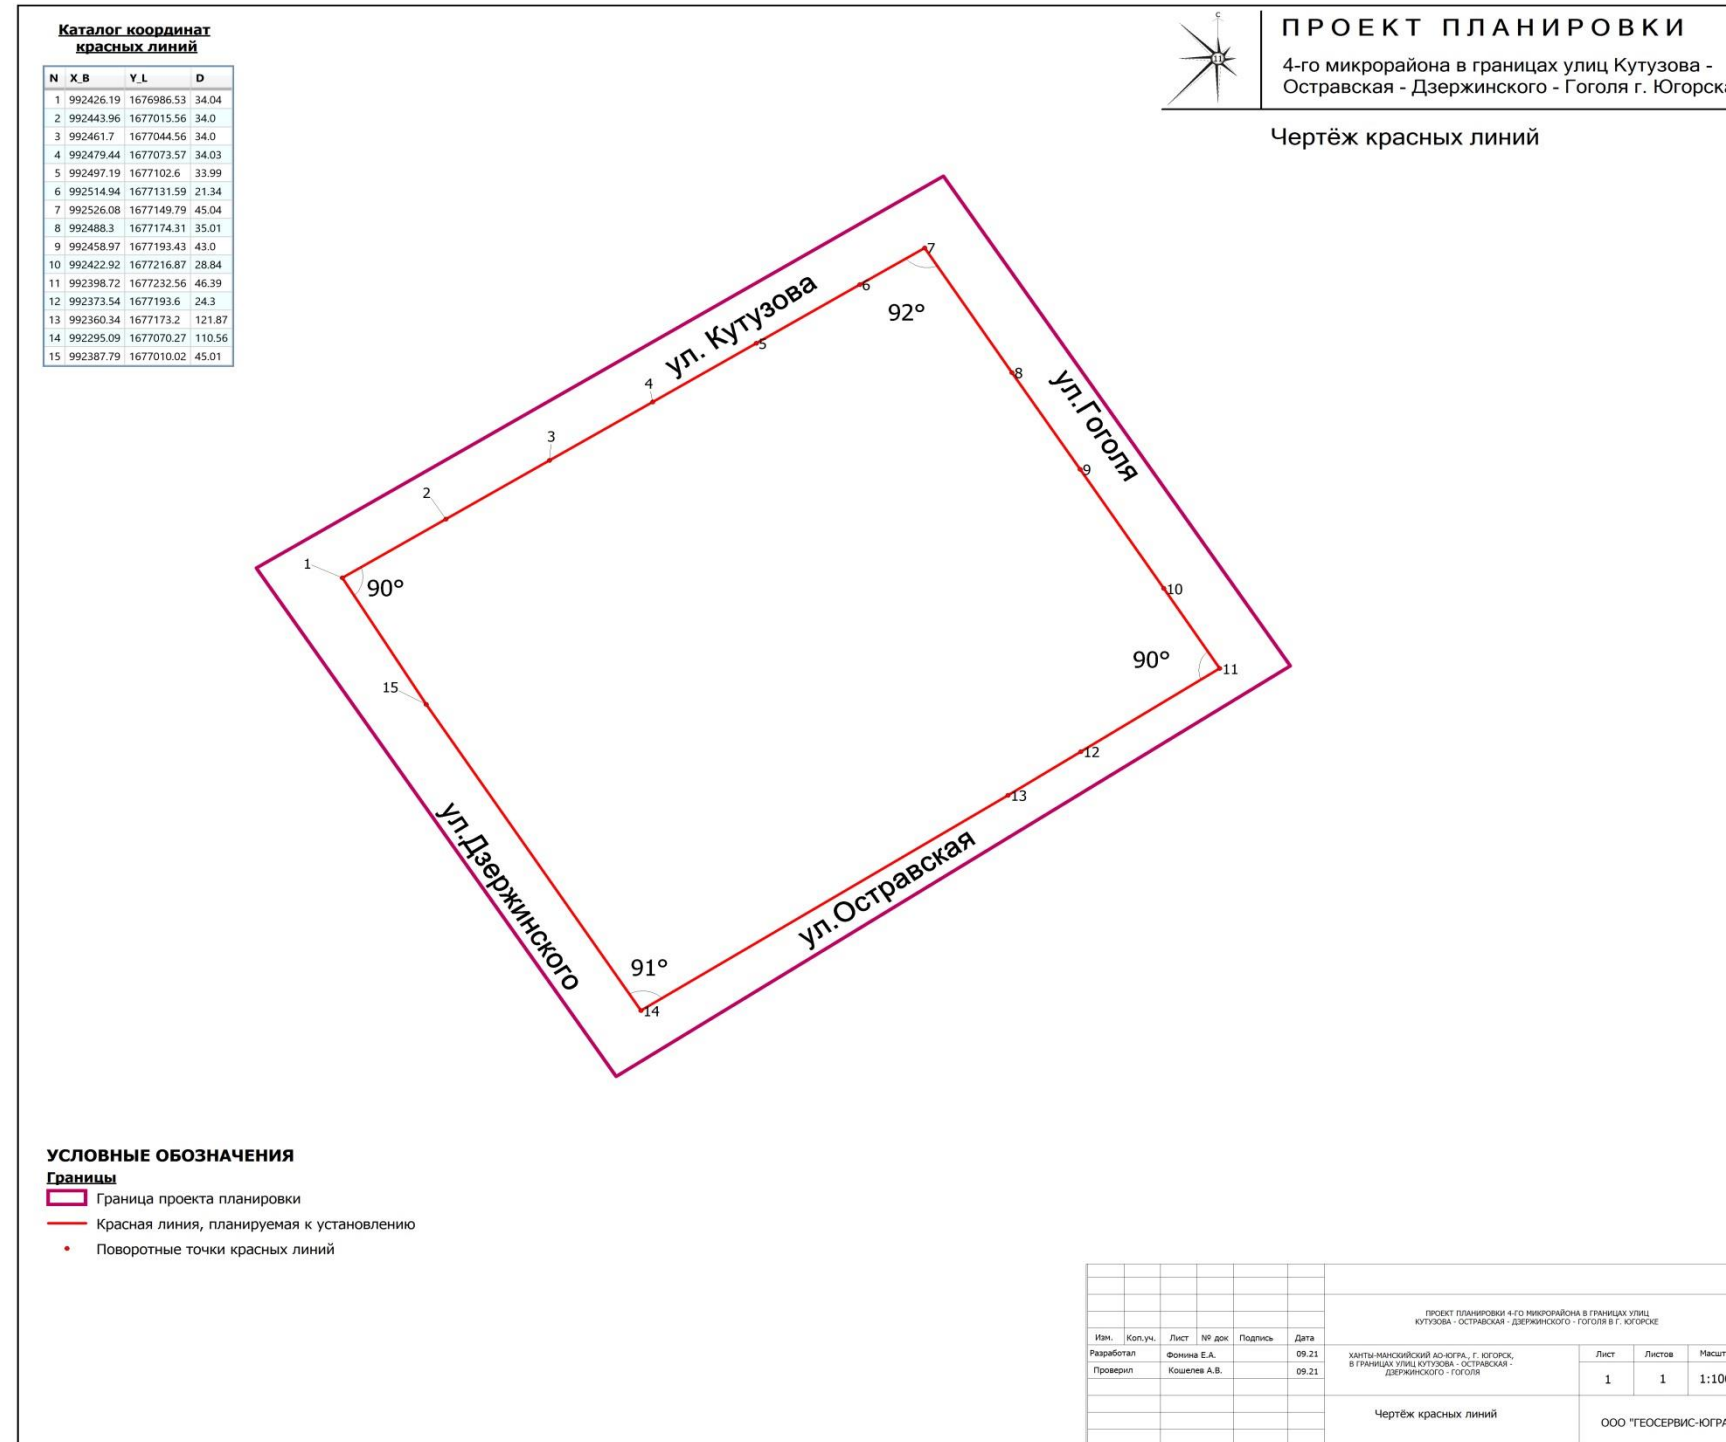 Каталог координат
красных линий
N X_B Y_L D
1 992426.19 1676986.53 34.04
2 992443.96 1677015.56 34.0
3 992461.7 1677044.56 34.0
4 992479.44 1677073.57 34.03
5 992497.19 1677102.6 33.99
6 992514.94 1677131.59 21.34
7 992526.08 1677149.79 45.04
8 992488.3 1677174.31 35.01
9 992458.97 1677193.43 43.0
10 992422.92 1677216.87 28.84
11 992398.72 1677232.56 46.39
12 992373.54 1677193.6 24.3
13 992360.34 1677173.2 121.87
14 992295.09 1677070.27 110.56
15 992387.79 1677010.02 45.01
С
11
ПРОЕКТ ПЛАНИРОВКИ
4-го микрорайона в границах улиц Кутузова -
Остравская - Дзержинского - Гоголя г. Югорска
Чертёж красных линий
7
ул. Кутузова
6
92°
5
8
4
ул.Гоголя
3
9
2
1
90°
10
90°
11
15
12
13
ул.Дзержинского
ул.Остравская
91°
14
УСЛОВНЫЕ ОБОЗНАЧЕНИЯ
Границы
Граница проекта планировки
Красная линия, планируемая к установлению
Поворотные точки красных линий
ПРОЕКТ ПЛАНИРОВКИ 4-ГО МИКРОРАЙОНА В ГРАНИЦАХ УЛИЦ
КУТУЗОВА - ОСТРАВСКАЯ - ДЗЕРЖИНСКОГО - ГОГОЛЯ В Г. ЮГОРСКЕ
Изм. Кол.уч. Лист № док Подпись Дата
Разработал Фомина Е.А. 09.21
Проверил Кошелев А.В. 09.21
ХАНТЫ-МАНСКИЙСКИЙ АО-ЮГРА., Г. ЮГОРСК,
В ГРАНИЦАХ УЛИЦ КУТУЗОВА - ОСТРАВСКАЯ -
ДЗЕРЖИНСКОГО - ГОГОЛЯ
Лист Листов Масшт
1 1 1:100
Чертёж красных линий
ООО "ГЕОСЕРВИС-ЮГРА